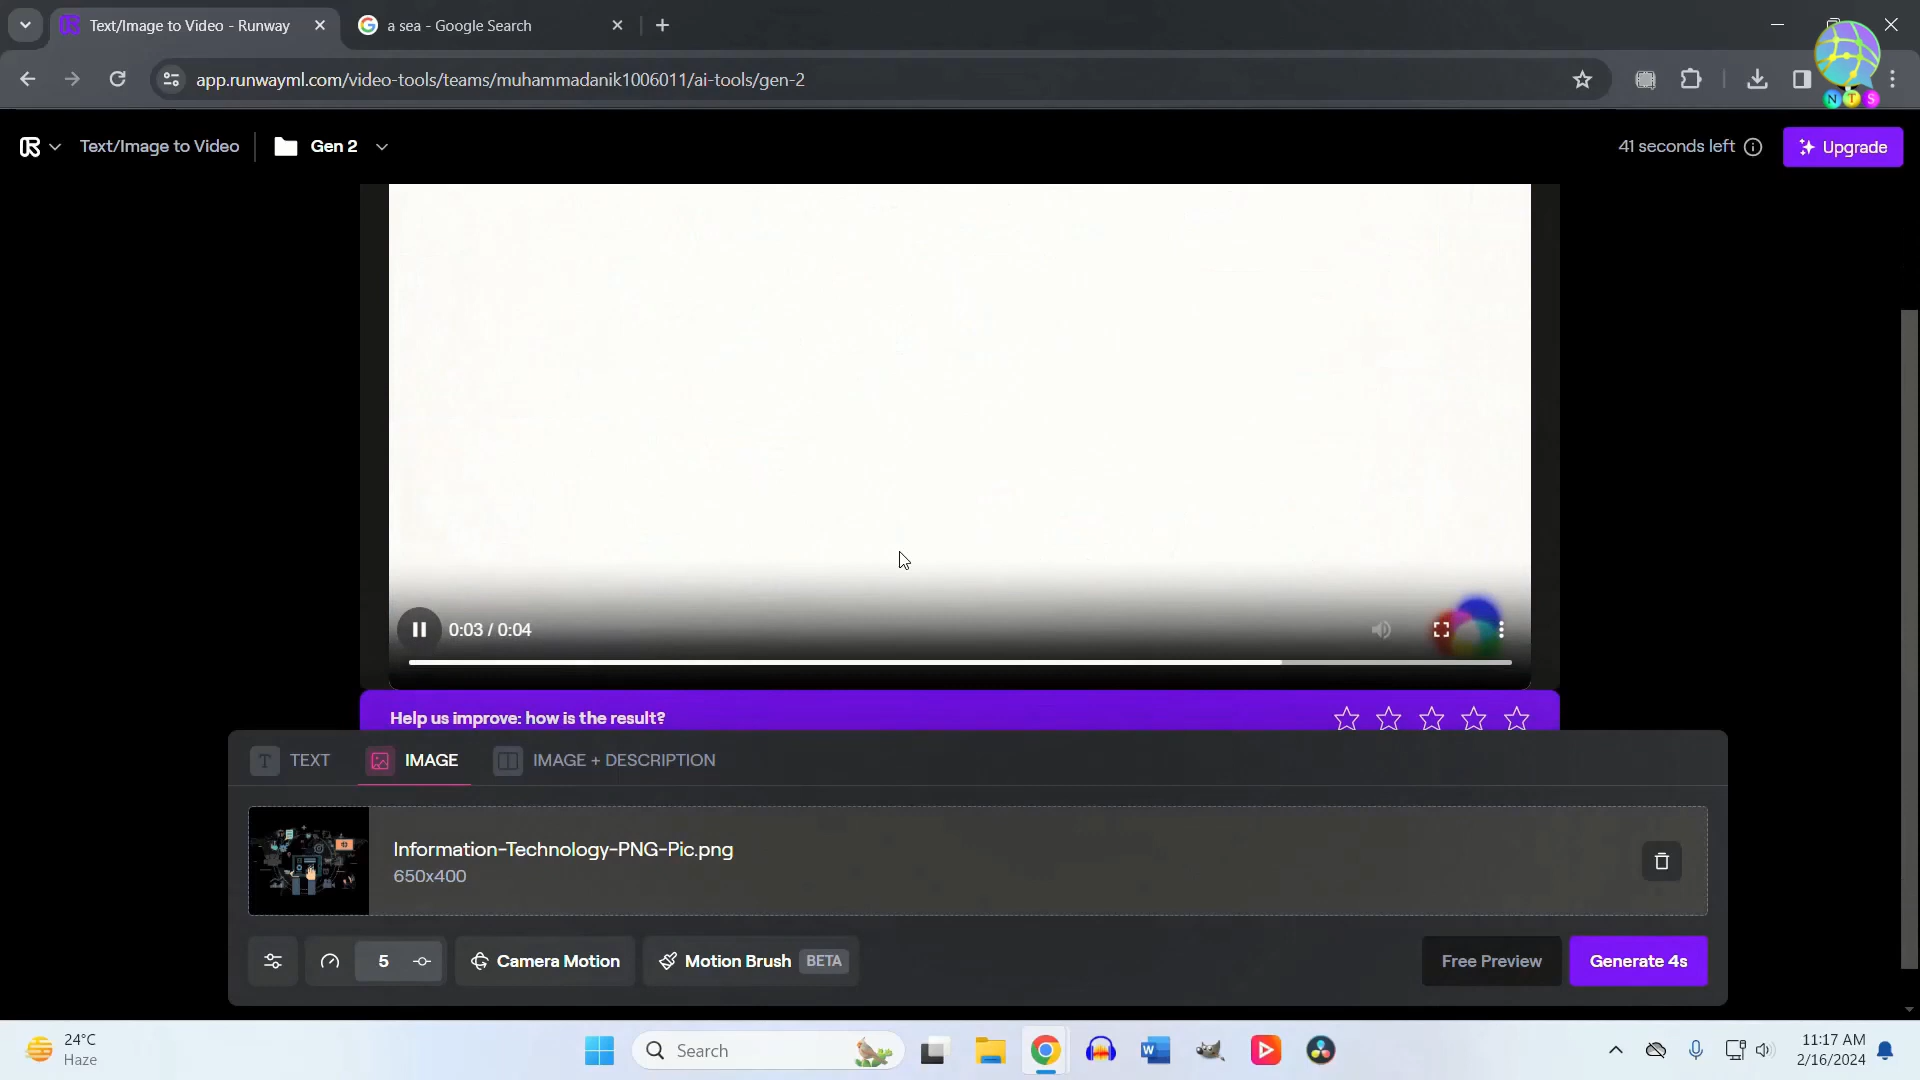 Text/Image to Video - Runway
a sea - Google Search
app.runwayml.com/video-tools/teams/muhammadanik1006011/ai-tools/gen-2
N T S
Text/Image to Video
Gen 2
41 seconds left
Upgrade
0:03 / 0:04
Help us improve: how is the result?
T TEXT
IMAGE
IMAGE + DESCRIPTION
Information-Technology-PNG-Pic.png
650x400
5
Camera Motion
Motion Brush BETA
Free Preview
Generate 4s
24°C
Haze
Search
11:17 AM
2/16/2024